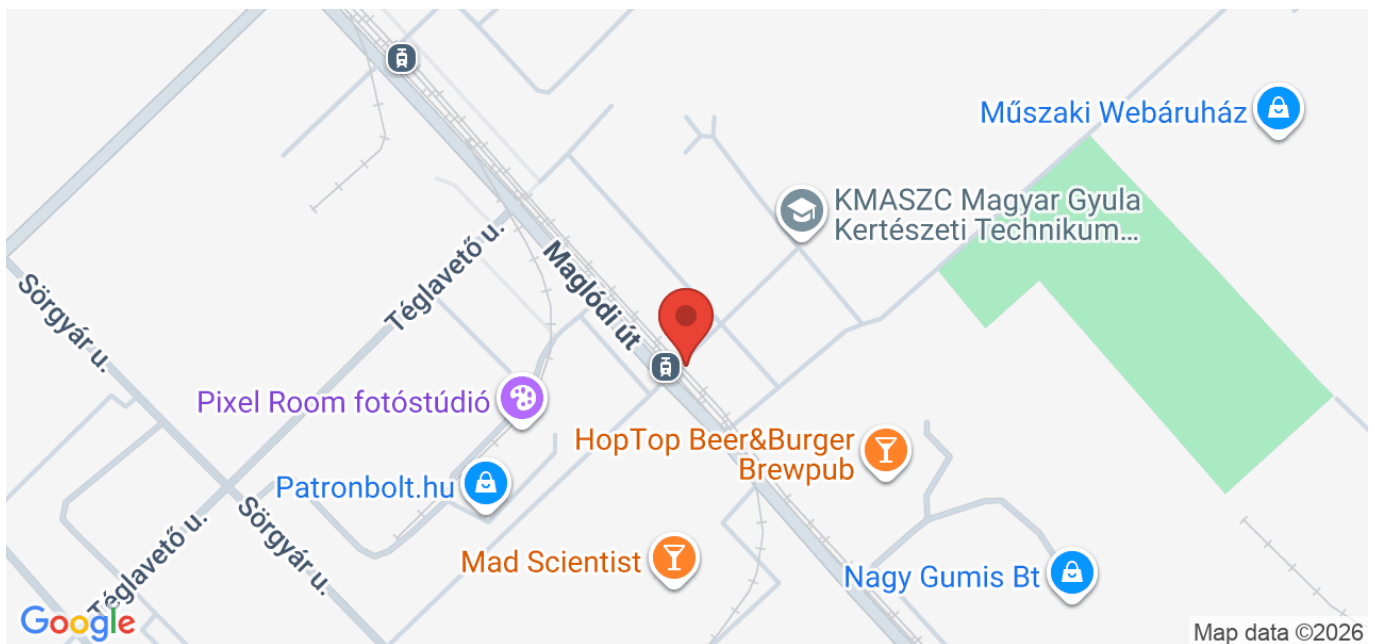 Műszaki Webáruház
KMASZC Magyar Gyula
Kertészeti Technikum...
Téglavető u.
Maglódi út
Sörgyár u.
Pixel Room fotóstúdió
HopTop Beer&Burger
Brewpub
Patronbolt.hu
Sörgyár u.
Téglavető u.
Mad Scientist
Nagy Gumis Bt
Google
Map data ©2026